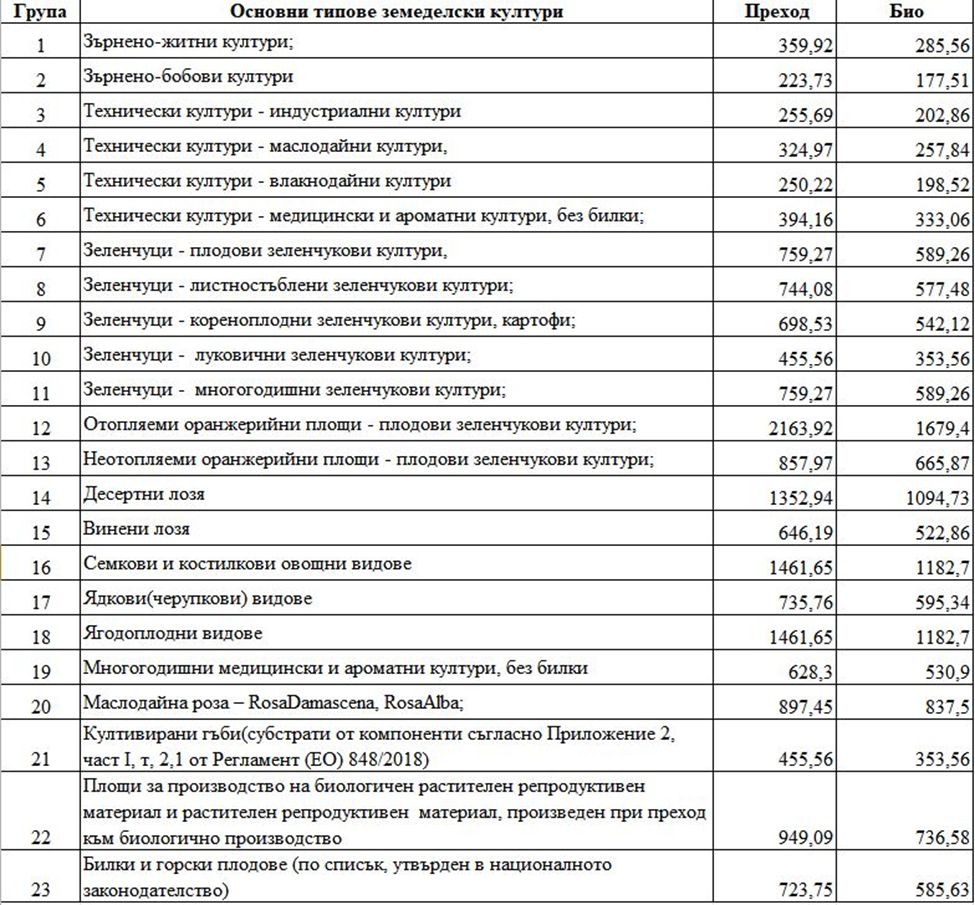 Група Основни типове земеделски култури Преход Био
1 Зърнено-житни култури; 359,92 285,56
2 Зърнено-бобови култури 223,73 177,51
3 Технически култури - индустриални култури 255,69 202,86
4 Технически култури - маслодайни култури, 324,97 257,84
5 Технически култури - влакнодайни култури 250,22 198,52
6 Технически култури - медицински и ароматни култури, без билки; 394,16 333,06
7 Зеленчуци - плодови зеленчукови култури, 759,27 589,26
8 Зеленчуци - листностъблени зеленчукови култури; 744,08 577,48
9 Зеленчуци - кореноплодни зеленчукови култури, картофи; 698,53 542,12
10 Зеленчуци - луковични зеленчукови култури; 455,56 353,56
11 Зеленчуци - многогодишни зеленчукови култури; 759,27 589,26
12 Отопляеми оранжерийни площи - плодови зеленчукови култури; 2163,92 1679,4
13 Неотопляеми оранжерийни площи - плодови зеленчукови култури; 857,97 665,87
14 Десертни лозя 1352,94 1094,73
15 Винени лозя 646,19 522,86
16 Семкови и костилкови овощни видове 1461,65 1182,7
17 Ядкови(черупкови) видове 735,76 595,34
18 Ягодоплодни видове 1461,65 1182,7
19 Многогодишни медицински и ароматни култури, без билки 628,3 530,9
20 Маслодайна роза – RosaDamascena, RosaAlba; 897,45 837,5
Култивирани гъби(субстрати от компоненти съгласно Приложение 2,
21 част I, т, 2,1 от Регламент (ЕО) 848/2018) 455,56 353,56
Площи за производство на биологичен растителен репродуктивен
материал и растителен репродуктивен материал, произведен при преход
22 към биологично производство 949,09 736,58
Билки и горски плодове (по списък, утвърден в националното
23 законодателство) 723,75 585,63